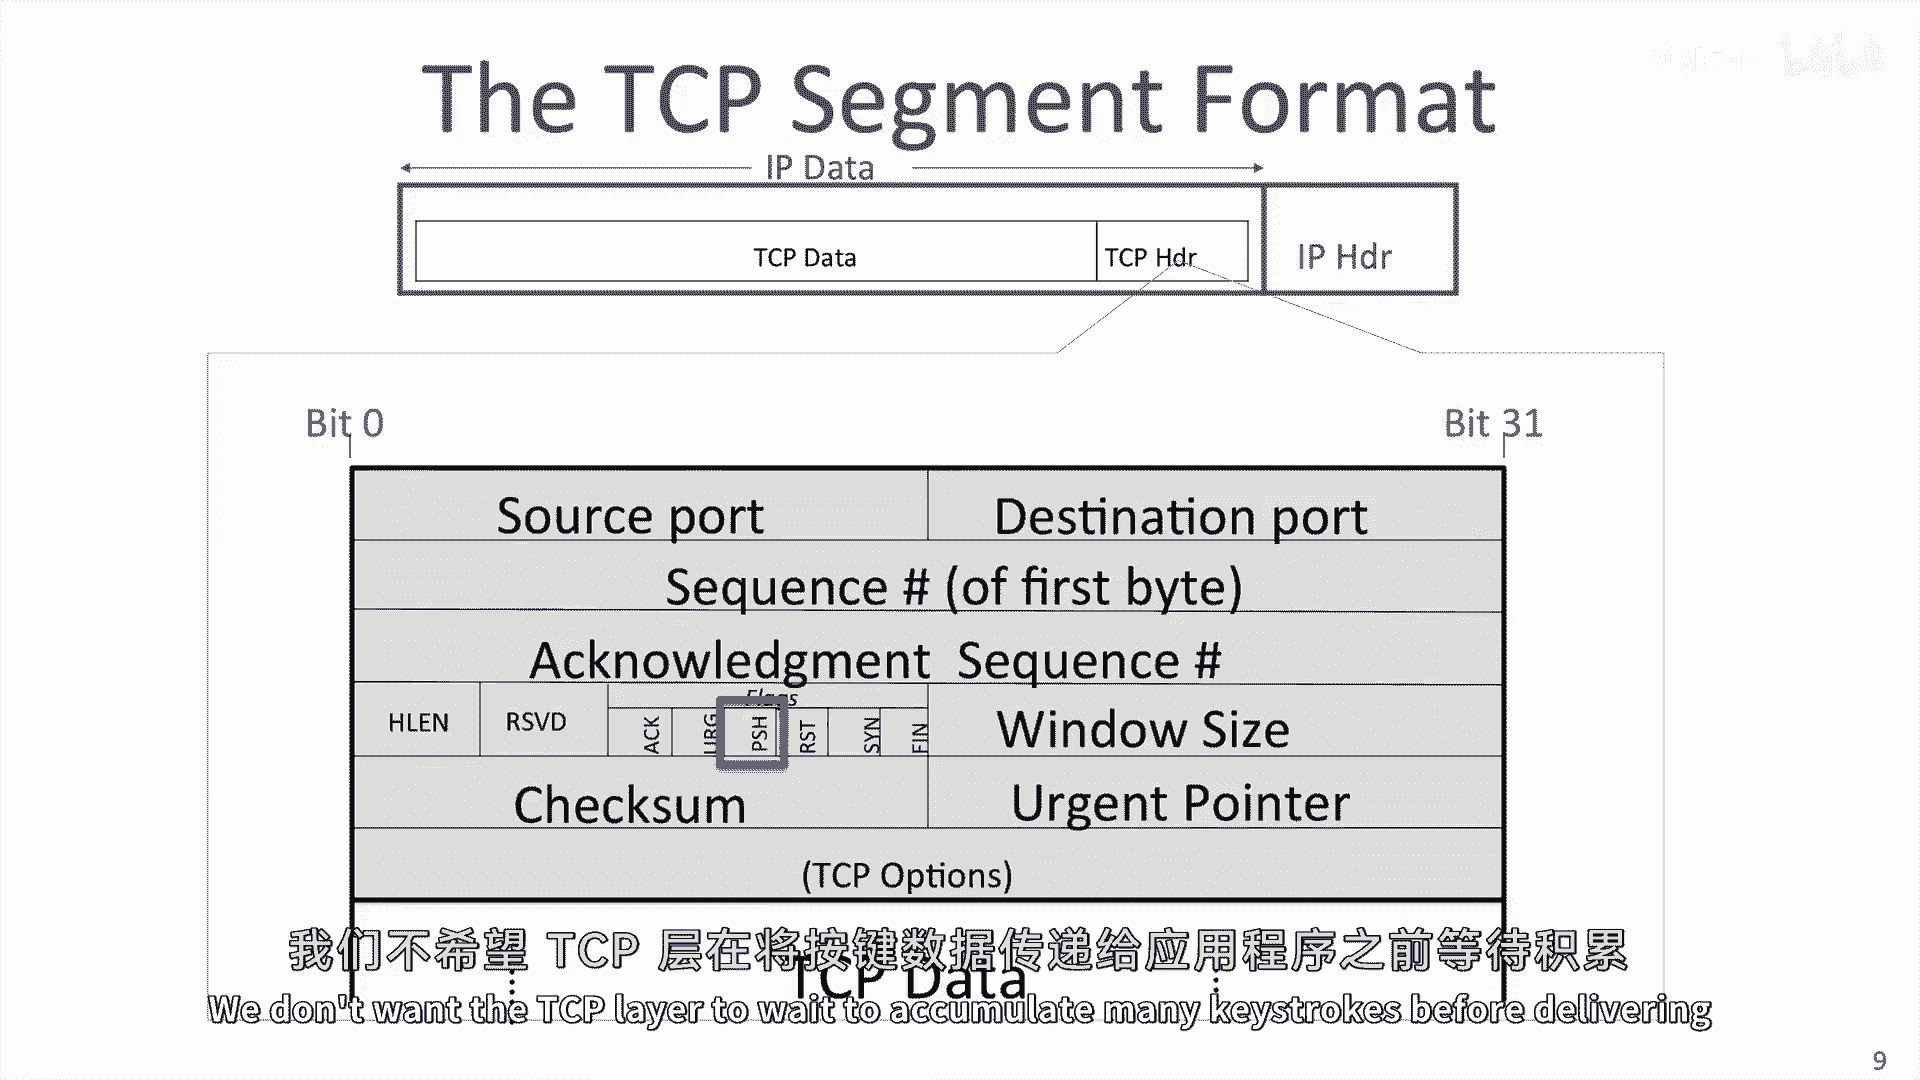 The TCP Segment Format
IP Data
TCP Data TCP Hdr IP Hdr
Bit 0 Bit 31
Source port Destination port
Sequence # (of first byte)
Acknowledgment Sequence #
Flags
HLEN RSVD ACK URG PSH RST SYN FIN Window Size
Checksum Urgent Pointer
(TCP Options)
我们不希望 TCP 层在将按键数据传递给应用程序之前等待积累
TCP Data
We don't want the TCP layer to wait to accumulate many keystrokes before delivering
9